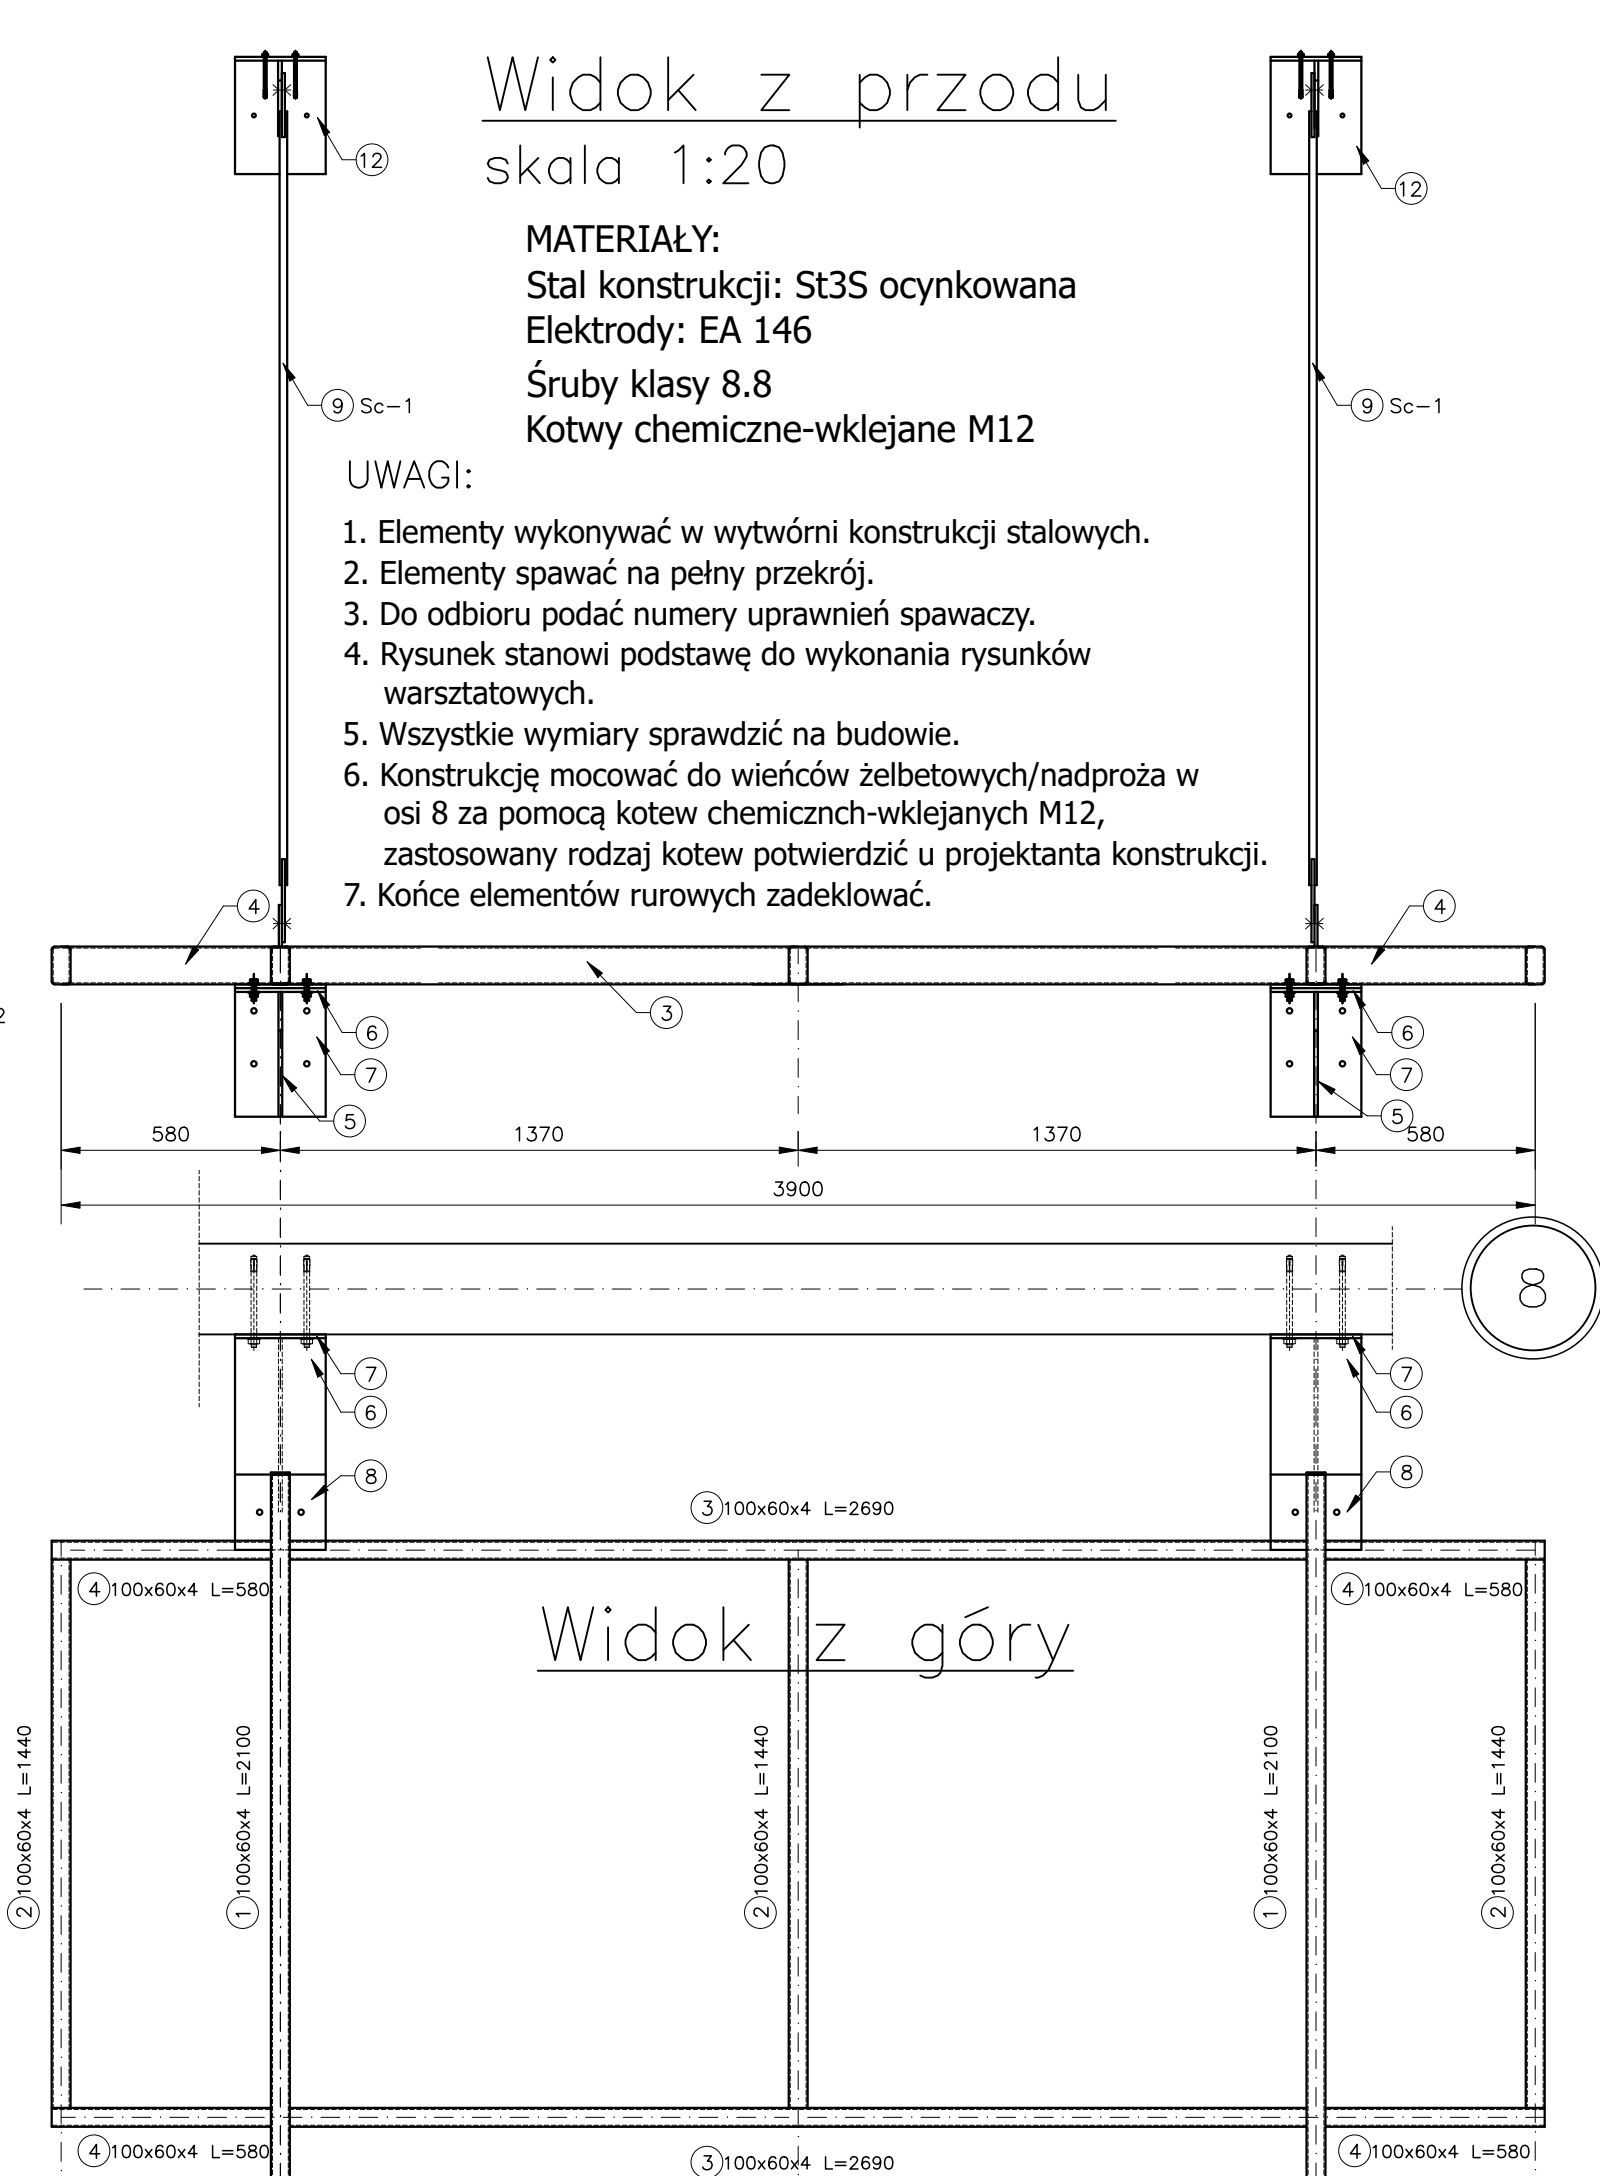 Widok z przodu
skala 1:20
12
12
MATERIAŁY:
Stal konstrukcji: St3S ocynkowana
Elektrody: EA 146
Śruby klasy 8.8
Kotwy chemiczne-wklejane M12
9 Sc-1
9 Sc-1
UWAGI:
1. Elementy wykonywać w wytwórni konstrukcji stalowych.
2. Elementy spawać na pełny przekrój.
3. Do odbioru podać numery uprawnień spawaczy.
4. Rysunek stanowi podstawę do wykonania rysunków
warsztatowych.
5. Wszystkie wymiary sprawdzić na budowie.
6. Konstrukcję mocować do wieńców żelbetowych/nadproża w
osi 8 za pomocą kotew chemicznch-wklejanych M12,
zastosowany rodzaj kotew potwierdzić u projektanta konstrukcji.
7. Końce elementów rurowych zadeklować.
4
4
3
2
6
6
7
7
5
5
580
1370
1370
580
3900
8
7
7
6
6
8
8
3 100x60x4 L=2690
4 100x60x4 L=580
4 100x60x4 L=580
Widok z góry
2 100x60x4 L=1440
1 100x60x4 L=2100
2 100x60x4 L=1440
1 100x60x4 L=2100
2 100x60x4 L=1440
4 100x60x4 L=580
3 100x60x4 L=2690
4 100x60x4 L=580